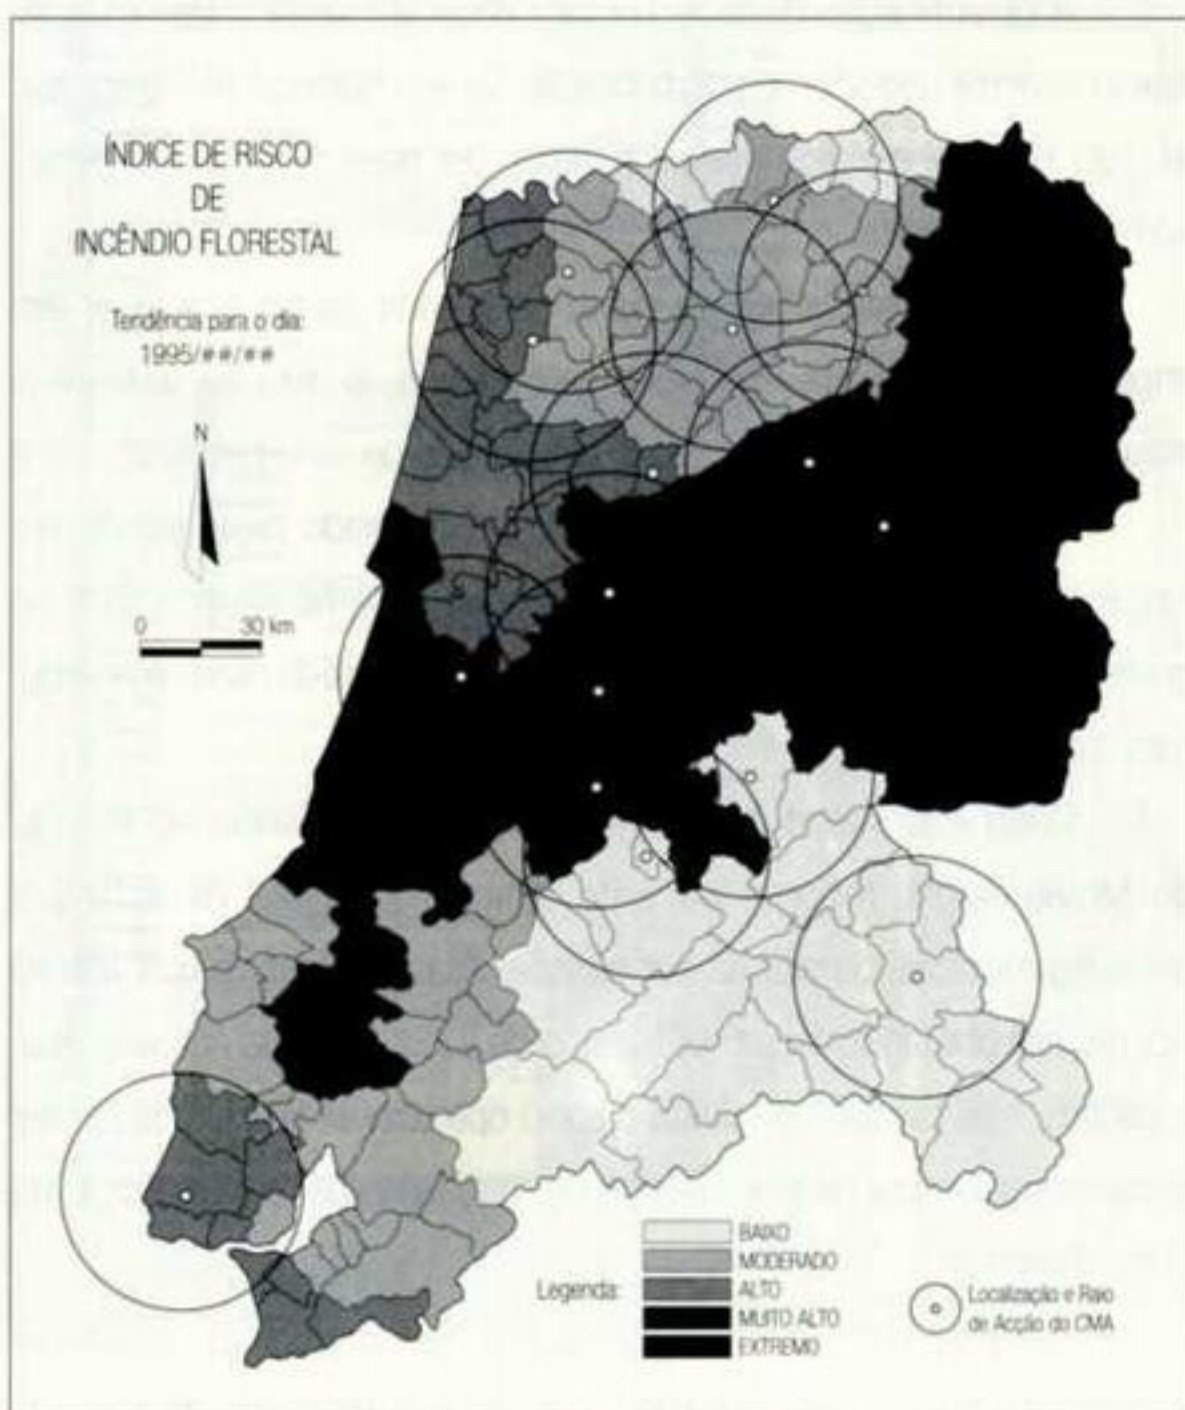 ÍNDICE DE RISCO
DE
INCÊNDIO FLORESTAL
Tendência para o dia:
1995/##/##
N
0 30 km
Legenda:
BAIXO
MODERADO
ALTO
MUITO ALTO
EXTREMO
Localização e Raio
de Acção do CMA